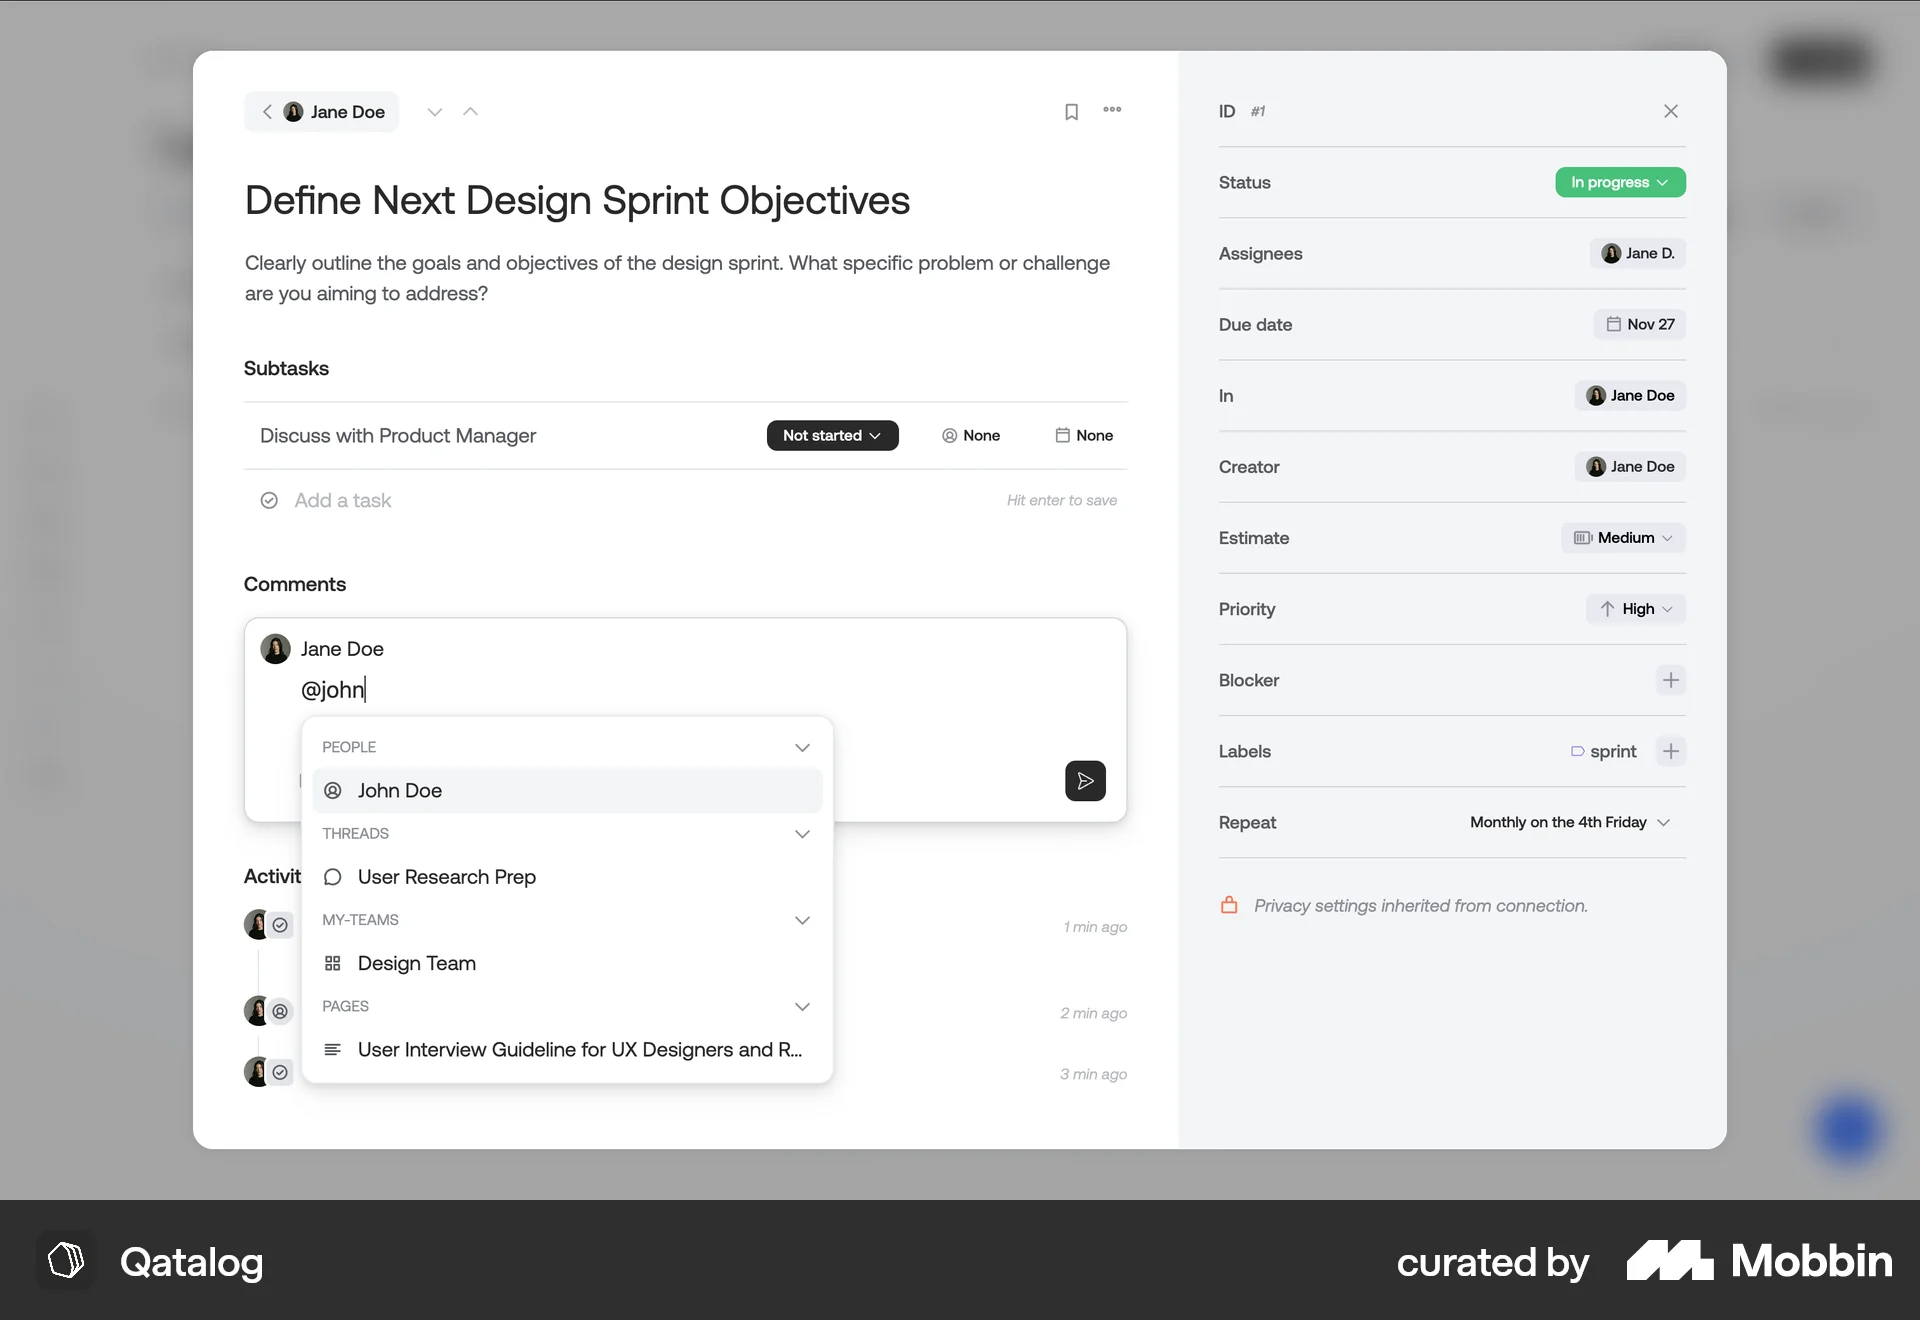 Jane Doe
Define Next Design Sprint Objectives
Clearly outline the goals and objectives of the design sprint. What specific problem or challenge
are you aiming to address?
Subtasks
Discuss with Product Manager
Not started
None
None
Add a task
Hit enter to save
Comments
Jane Doe
@john
PEOPLE
John Doe
THREADS
User Research Prep
MY-TEAMS
Design Team
PAGES
User Interview Guideline for UX Designers and R...
Activit
1 min ago
2 min ago
3 min ago
ID #1
Status
In progress
Assignees
Jane D.
Due date
Nov 27
In
Jane Doe
Creator
Jane Doe
Estimate
Medium
Priority
High
Blocker
Labels
sprint
Repeat
Monthly on the 4th Friday
Privacy settings inherited from connection.
Qatalog
curated by
Mobbin